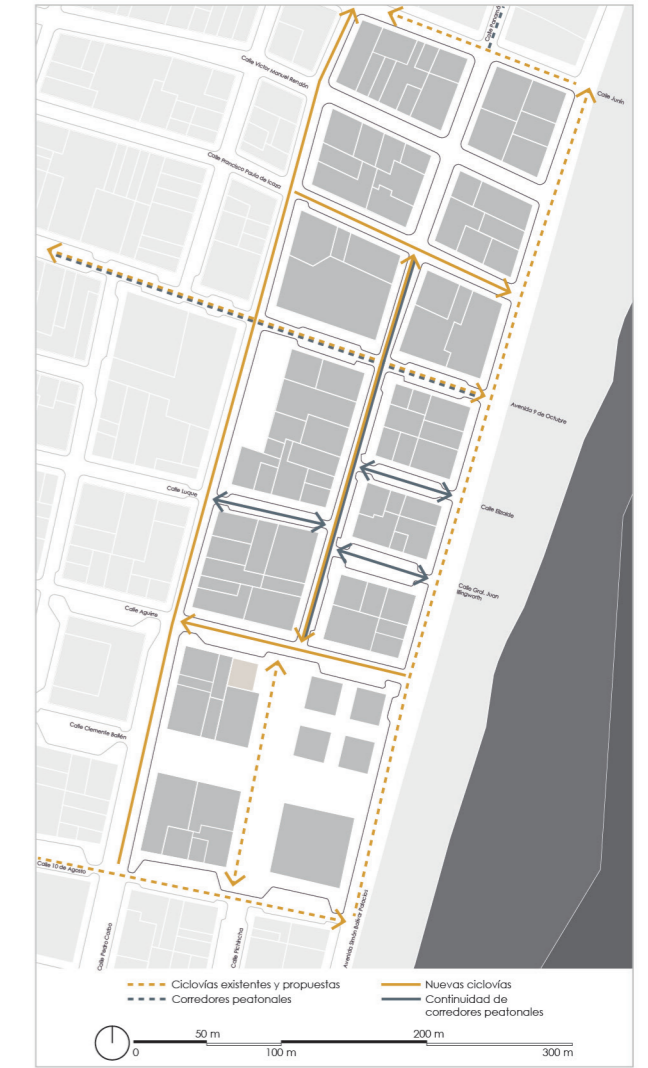 Calle Panamá
Calle Víctor Manuel Rendón
Calle Junín
Calle Francisco Paula de Icaza
Avenida 9 de Octubre
Calle Luque
Calle Elizalde
Calle Gral. Juan
Illingworth
Calle Aguirre
Calle Clemente Ballén
Calle 10 de Agosto
Calle Pedro Carbo
Calle Pichincha
Avenida Simón Bolívar Palacios
Ciclovías existentes y propuestas
Corredores peatonales
Nuevas ciclovías
Continuidad de
corredores peatonales
50 m
200 m
0
100 m
300 m